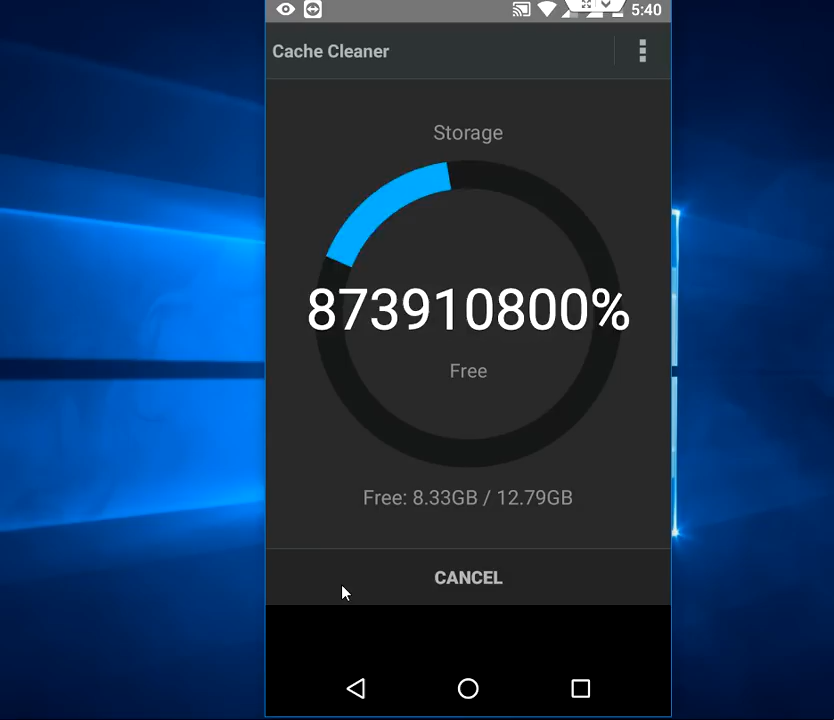 5:40
Cache Cleaner
Storage
873910800%
Free
Free: 8.33GB / 12.79GB
CANCEL